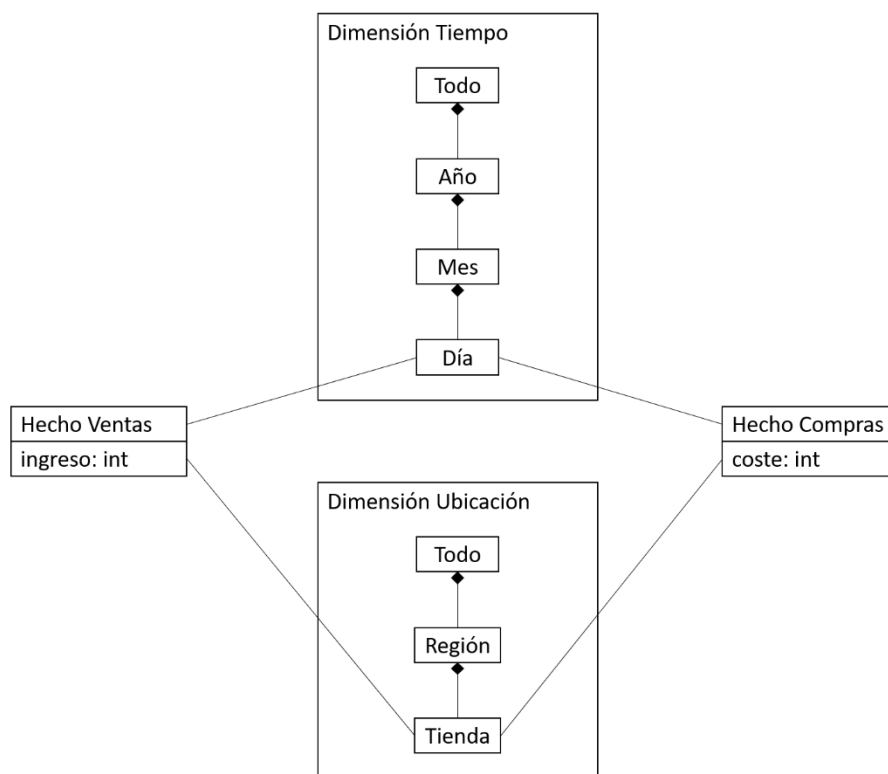 Dimensión Tiempo
Todo
Año
Mes
Día
Hecho Ventas
ingreso: int
Hecho Compras
coste: int
Dimensión Ubicación
Todo
Región
Tienda